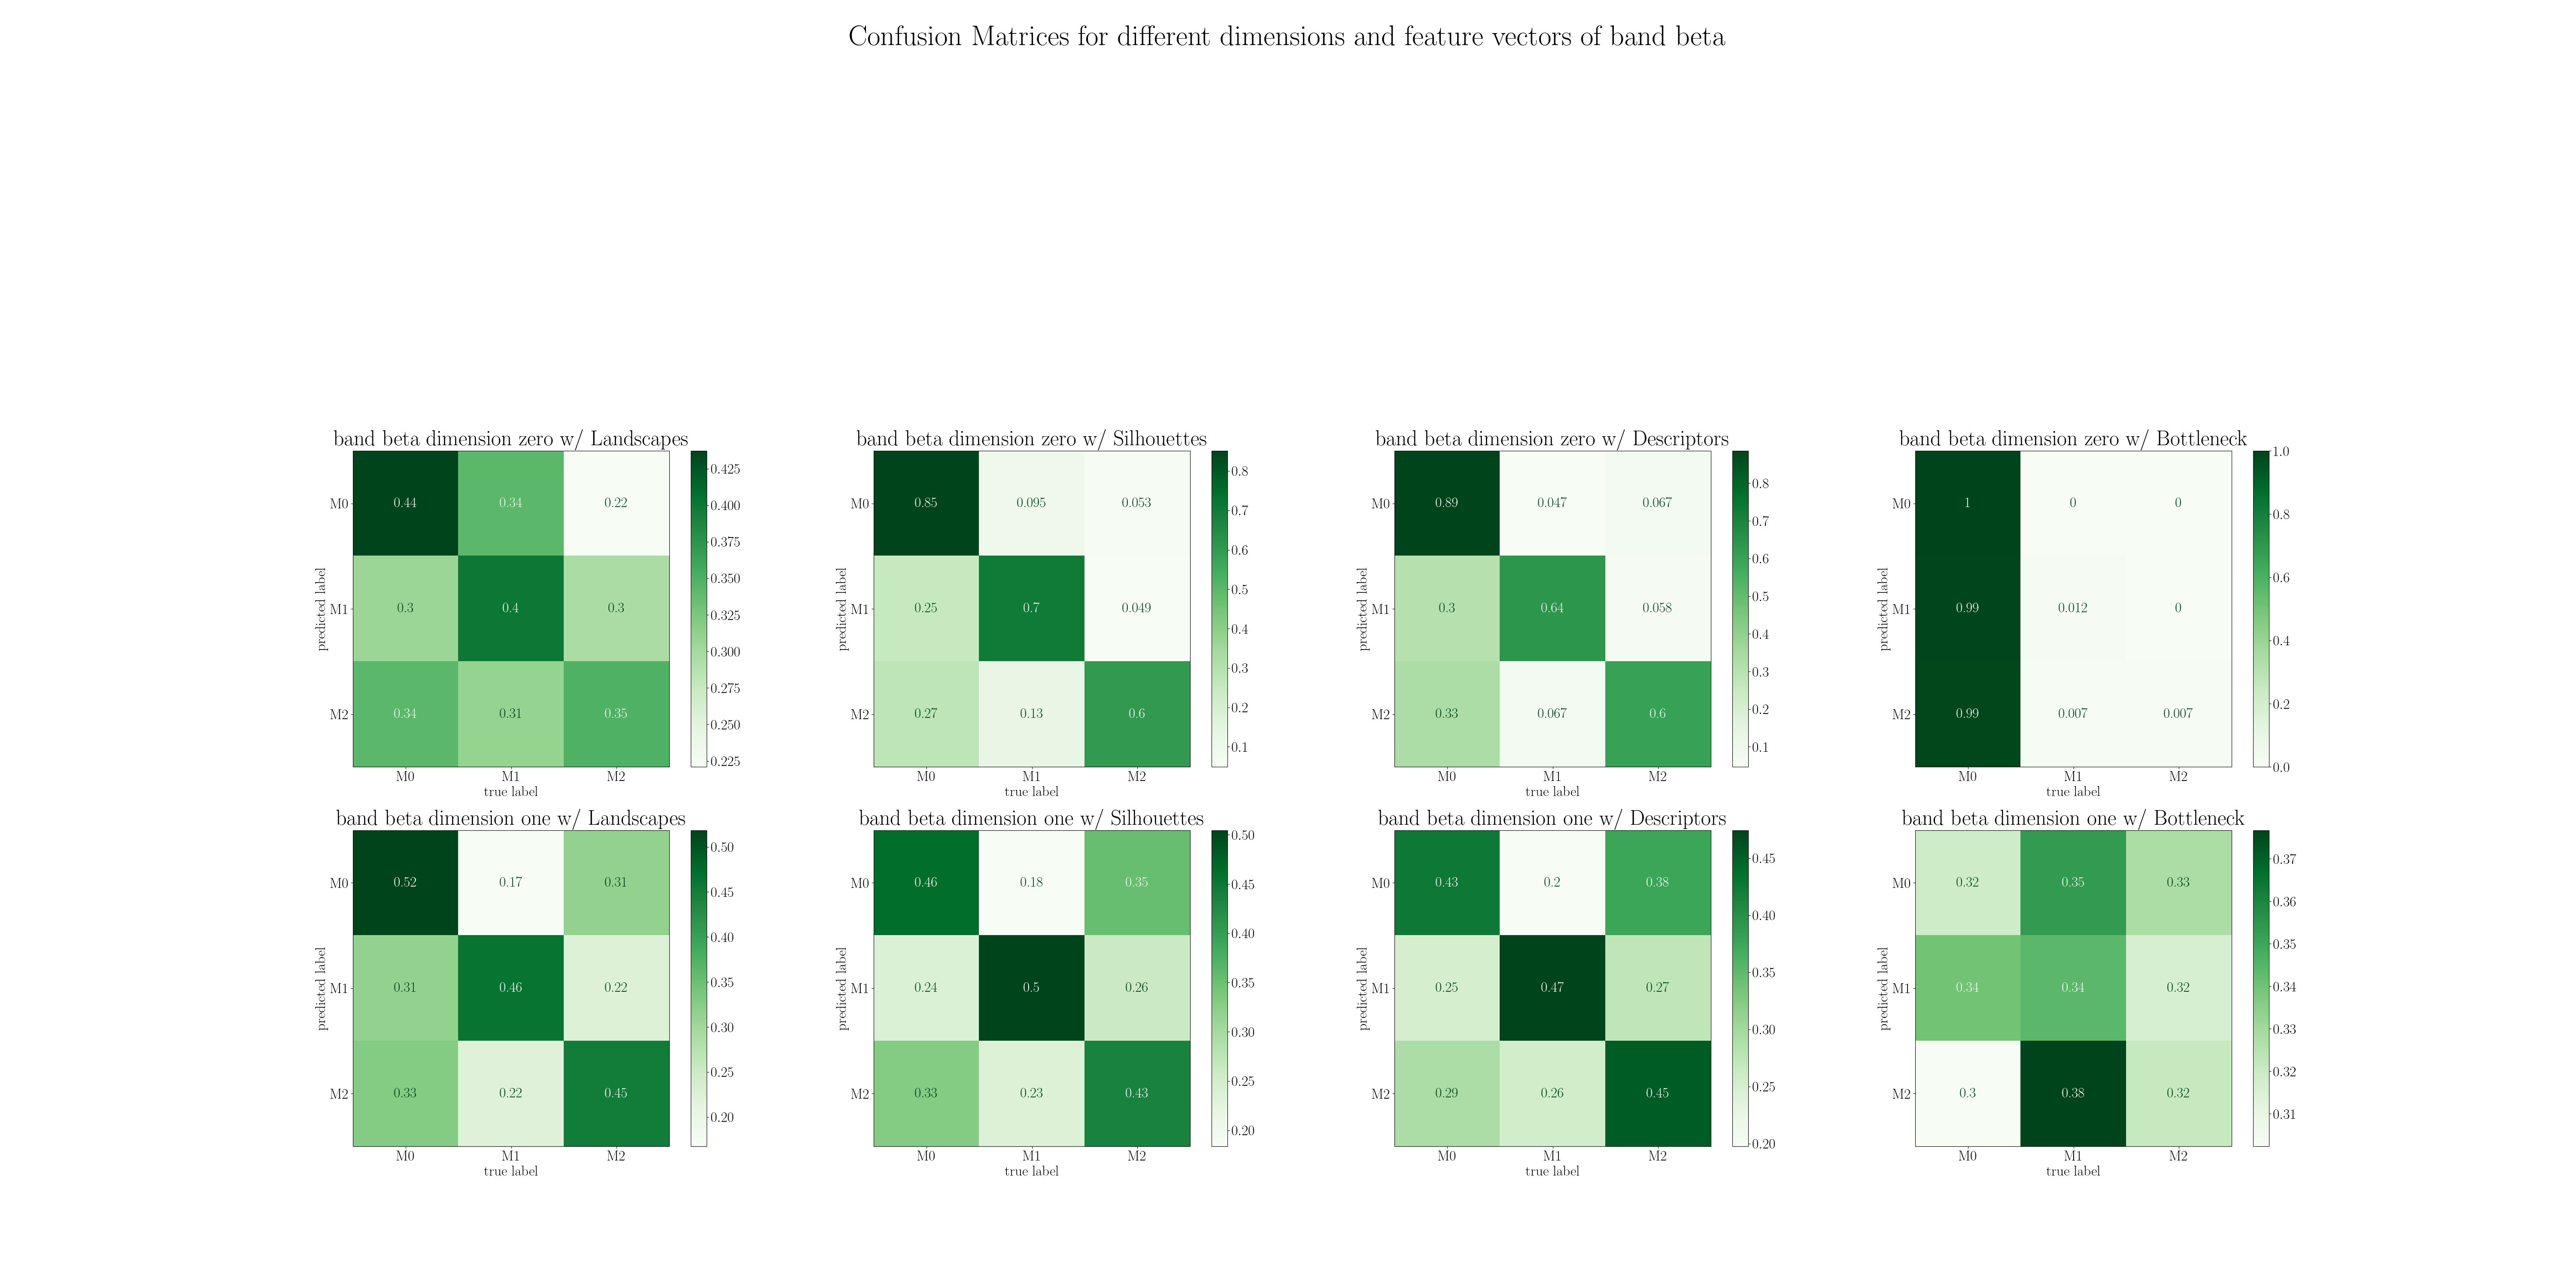 Confusion Matrices for different dimensions and feature vectors of band beta
band beta dimension zero w/ Landscapes
predicted label
M0 0.44 0.34 0.22
M1 0.3 0.4 0.3
M2 0.34 0.31 0.35
M0 M1 M2
true label
0.425
0.400
0.375
0.350
0.325
0.300
0.275
0.250
0.225
band beta dimension zero w/ Silhouettes
predicted label
M0 0.85 0.095 0.053
M1 0.25 0.7 0.049
M2 0.27 0.13 0.6
M0 M1 M2
true label
0.8
0.7
0.6
0.5
0.4
0.3
0.2
0.1
band beta dimension zero w/ Descriptors
predicted label
M0 0.89 0.047 0.067
M1 0.3 0.64 0.058
M2 0.33 0.067 0.6
M0 M1 M2
true label
0.8
0.7
0.6
0.5
0.4
0.3
0.2
0.1
band beta dimension zero w/ Bottleneck
predicted label
M0 1 0 0
M1 0.99 0.012 0
M2 0.99 0.007 0.007
M0 M1 M2
true label
1.0
0.8
0.6
0.4
0.2
0.0
band beta dimension one w/ Landscapes
predicted label
M0 0.52 0.17 0.31
M1 0.31 0.46 0.22
M2 0.33 0.22 0.45
M0 M1 M2
true label
0.50
0.45
0.40
0.35
0.30
0.25
0.20
band beta dimension one w/ Silhouettes
predicted label
M0 0.46 0.18 0.35
M1 0.24 0.5 0.26
M2 0.33 0.23 0.43
M0 M1 M2
true label
0.50
0.45
0.40
0.35
0.30
0.25
0.20
band beta dimension one w/ Descriptors
predicted label
M0 0.43 0.2 0.38
M1 0.25 0.47 0.27
M2 0.29 0.26 0.45
M0 M1 M2
true label
0.45
0.40
0.35
0.30
0.25
0.20
band beta dimension one w/ Bottleneck
predicted label
M0 0.32 0.35 0.33
M1 0.34 0.34 0.32
M2 0.3 0.38 0.32
M0 M1 M2
true label
0.37
0.36
0.35
0.34
0.33
0.32
0.31